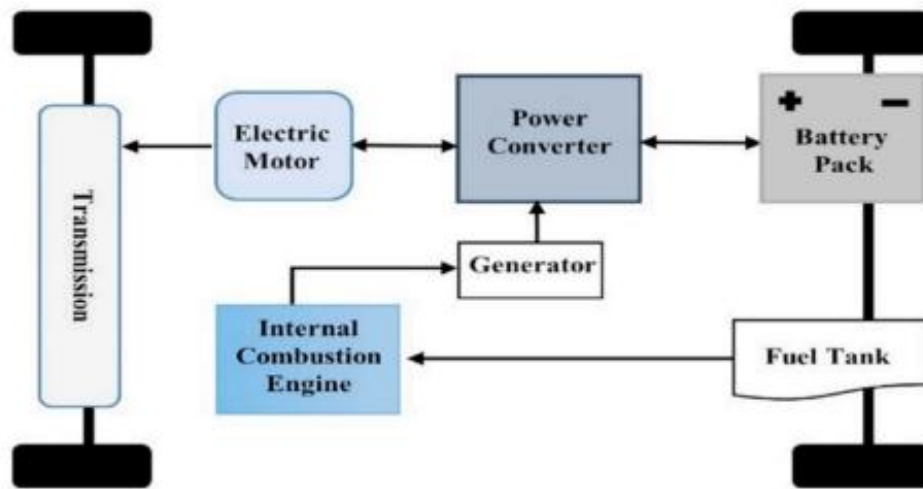 Transmission
Electric
Motor
Power
Converter
+ −
Battery
Pack
Generator
Internal
Combustion
Engine
Fuel Tank